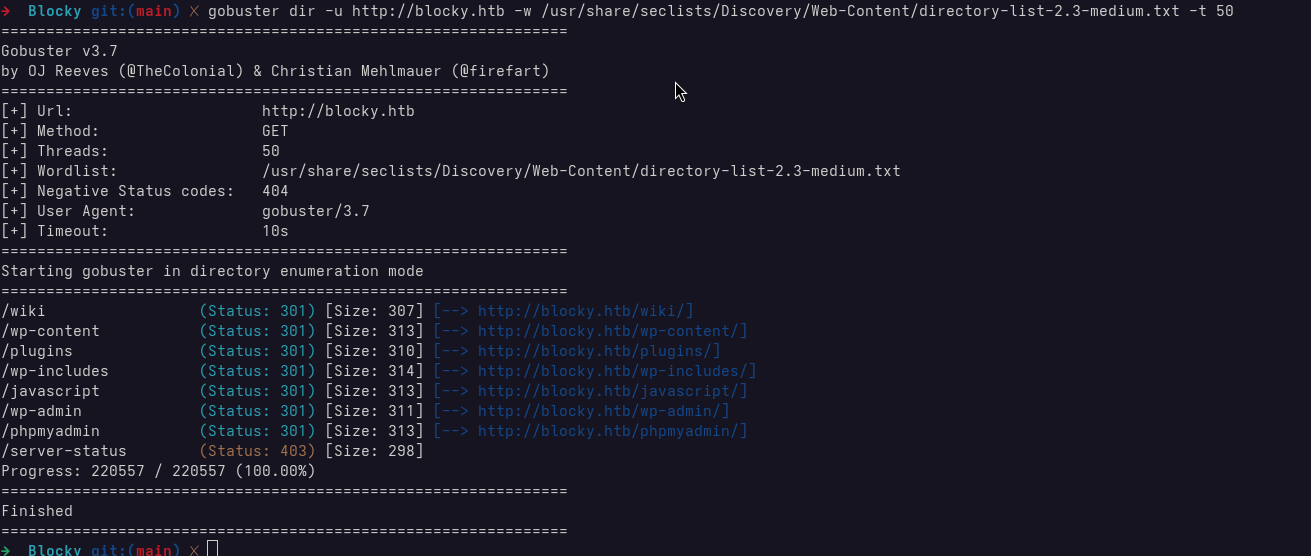 → Blocky git:(main) ✗ gobuster dir -u http://blocky.htb -w /usr/share/seclists/Discovery/Web-Content/directory-list-2.3-medium.txt -t 50
===============================================================
Gobuster v3.7
by OJ Reeves (@TheColonial) & Christian Mehlmauer (@firefart)
===============================================================
[+] Url:                     http://blocky.htb
[+] Method:                  GET
[+] Threads:                 50
[+] Wordlist:                /usr/share/seclists/Discovery/Web-Content/directory-list-2.3-medium.txt
[+] Negative Status codes:   404
[+] User Agent:              gobuster/3.7
[+] Timeout:                 10s
===============================================================
Starting gobuster in directory enumeration mode
===============================================================
/wiki                 (Status: 301) [Size: 307] [--> http://blocky.htb/wiki/]
/wp-content           (Status: 301) [Size: 313] [--> http://blocky.htb/wp-content/]
/plugins              (Status: 301) [Size: 310] [--> http://blocky.htb/plugins/]
/wp-includes          (Status: 301) [Size: 314] [--> http://blocky.htb/wp-includes/]
/javascript           (Status: 301) [Size: 313] [--> http://blocky.htb/javascript/]
/wp-admin             (Status: 301) [Size: 311] [--> http://blocky.htb/wp-admin/]
/phpmyadmin           (Status: 301) [Size: 313] [--> http://blocky.htb/phpmyadmin/]
/server-status        (Status: 403) [Size: 298]
Progress: 220557 / 220557 (100.00%)
===============================================================
Finished
===============================================================
→ Blocky git:(main) ✗